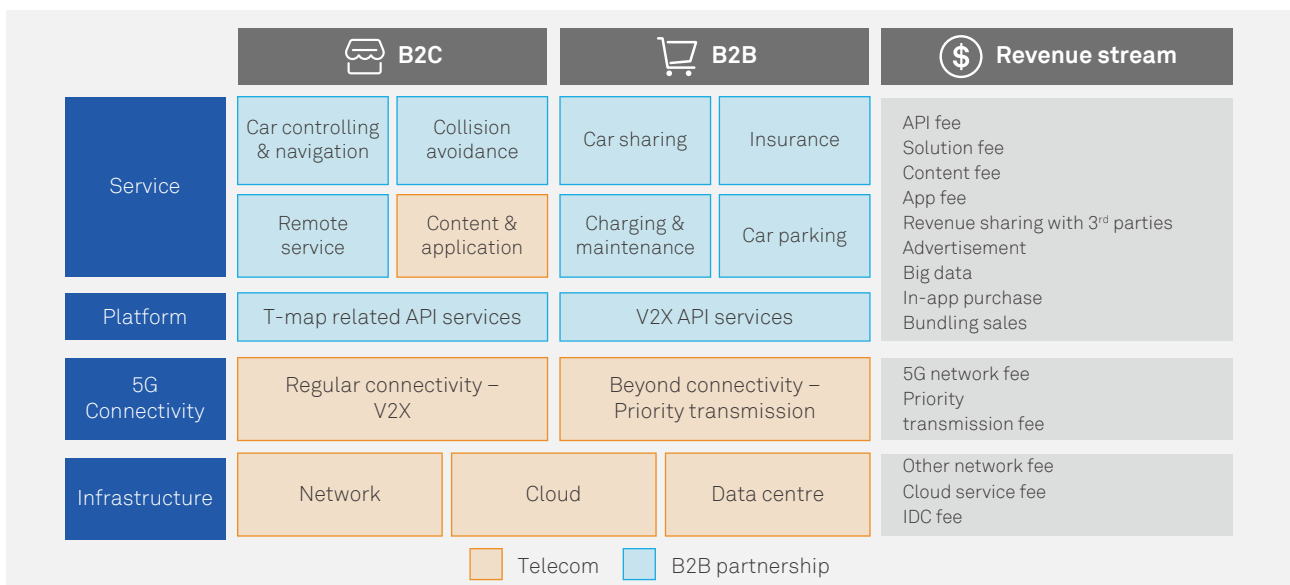 B2C
B2B
$ Revenue stream
Service
Car controlling
& navigation
Collision
avoidance
Car sharing
Insurance
Remote
service
Content &
application
Charging &
maintenance
Car parking
API fee
Solution fee
Content fee
App fee
Revenue sharing with 3rd parties
Advertisement
Big data
In-app purchase
Bundling sales
Platform
T-map related API services
V2X API services
5G
Connectivity
Regular connectivity –
V2X
Beyond connectivity –
Priority transmission
5G network fee
Priority
transmission fee
Infrastructure
Network
Cloud
Data centre
Other network fee
Cloud service fee
IDC fee
Telecom
B2B partnership